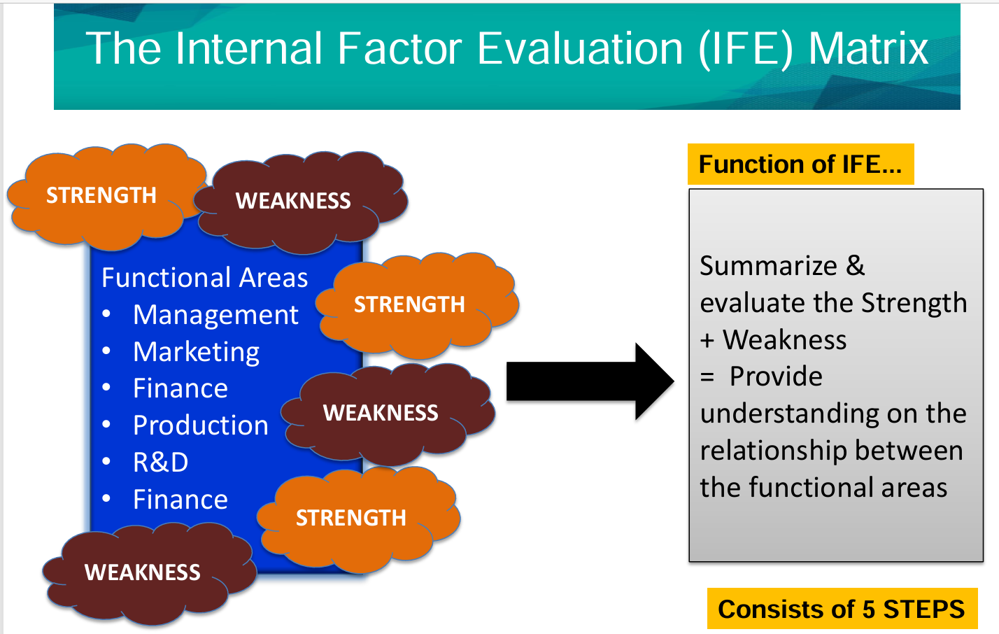 The Internal Factor Evaluation (IFE) Matrix
STRENGTH
WEAKNESS
Functional Areas
• Management
• Marketing
• Finance
• Production
• R&D
• Finance
STRENGTH
WEAKNESS
STRENGTH
WEAKNESS
Function of IFE...
Summarize &
evaluate the Strength
+ Weakness
= Provide
understanding on the
relationship between
the functional areas
Consists of 5 STEPS